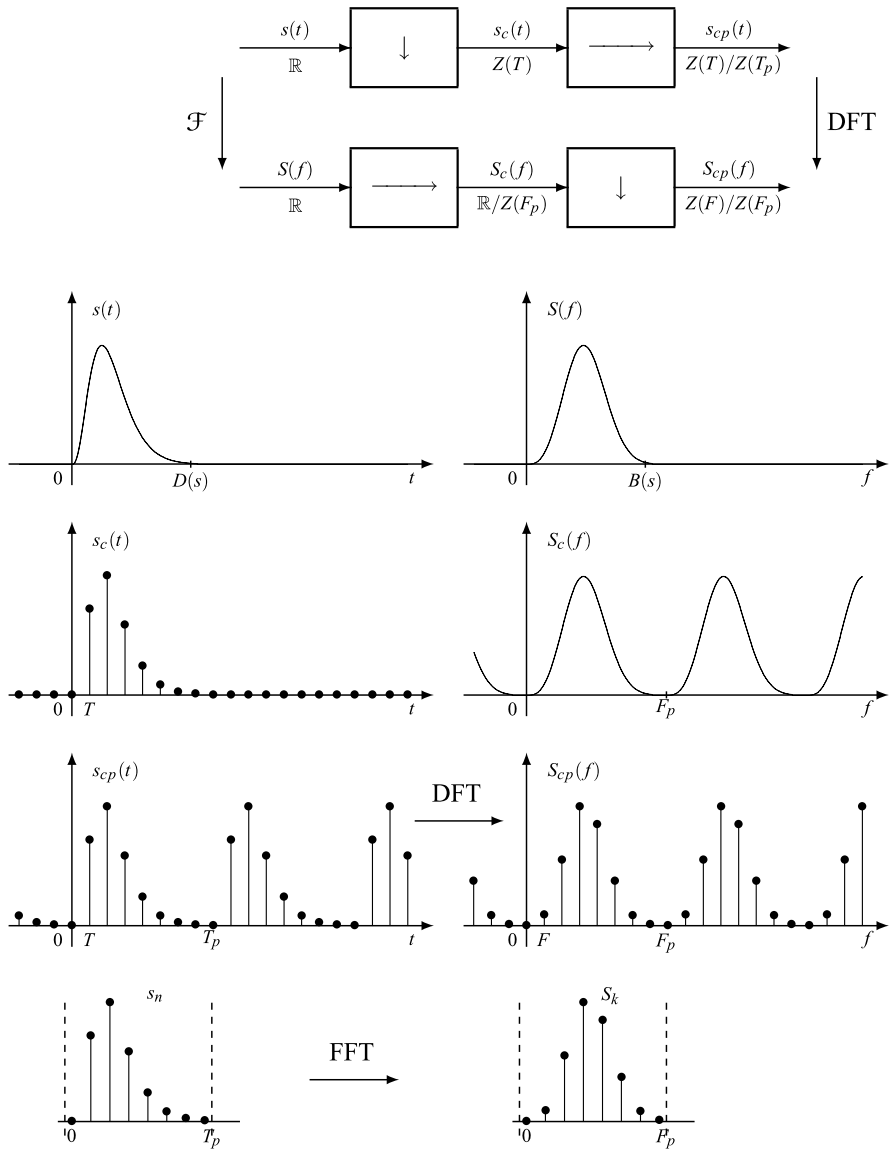 s(t) s_c(t) s_cp(t)
↓ ⟶
ℝ Z(T) Z(T)/Z(T_p)
ℱ DFT
S(f) S_c(f) S_cp(f)
⟶ ↓
ℝ ℝ/Z(F_p) Z(F)/Z(F_p)
s(t) S(f)
0 D(s) t 0 B(s) f
s_c(t) S_c(f)
0 T t 0 F_p f
s_cp(t) DFT S_cp(f)
0 T T_p t 0 F F_p f
s_n S_k
FFT
0 T_p 0 F_p